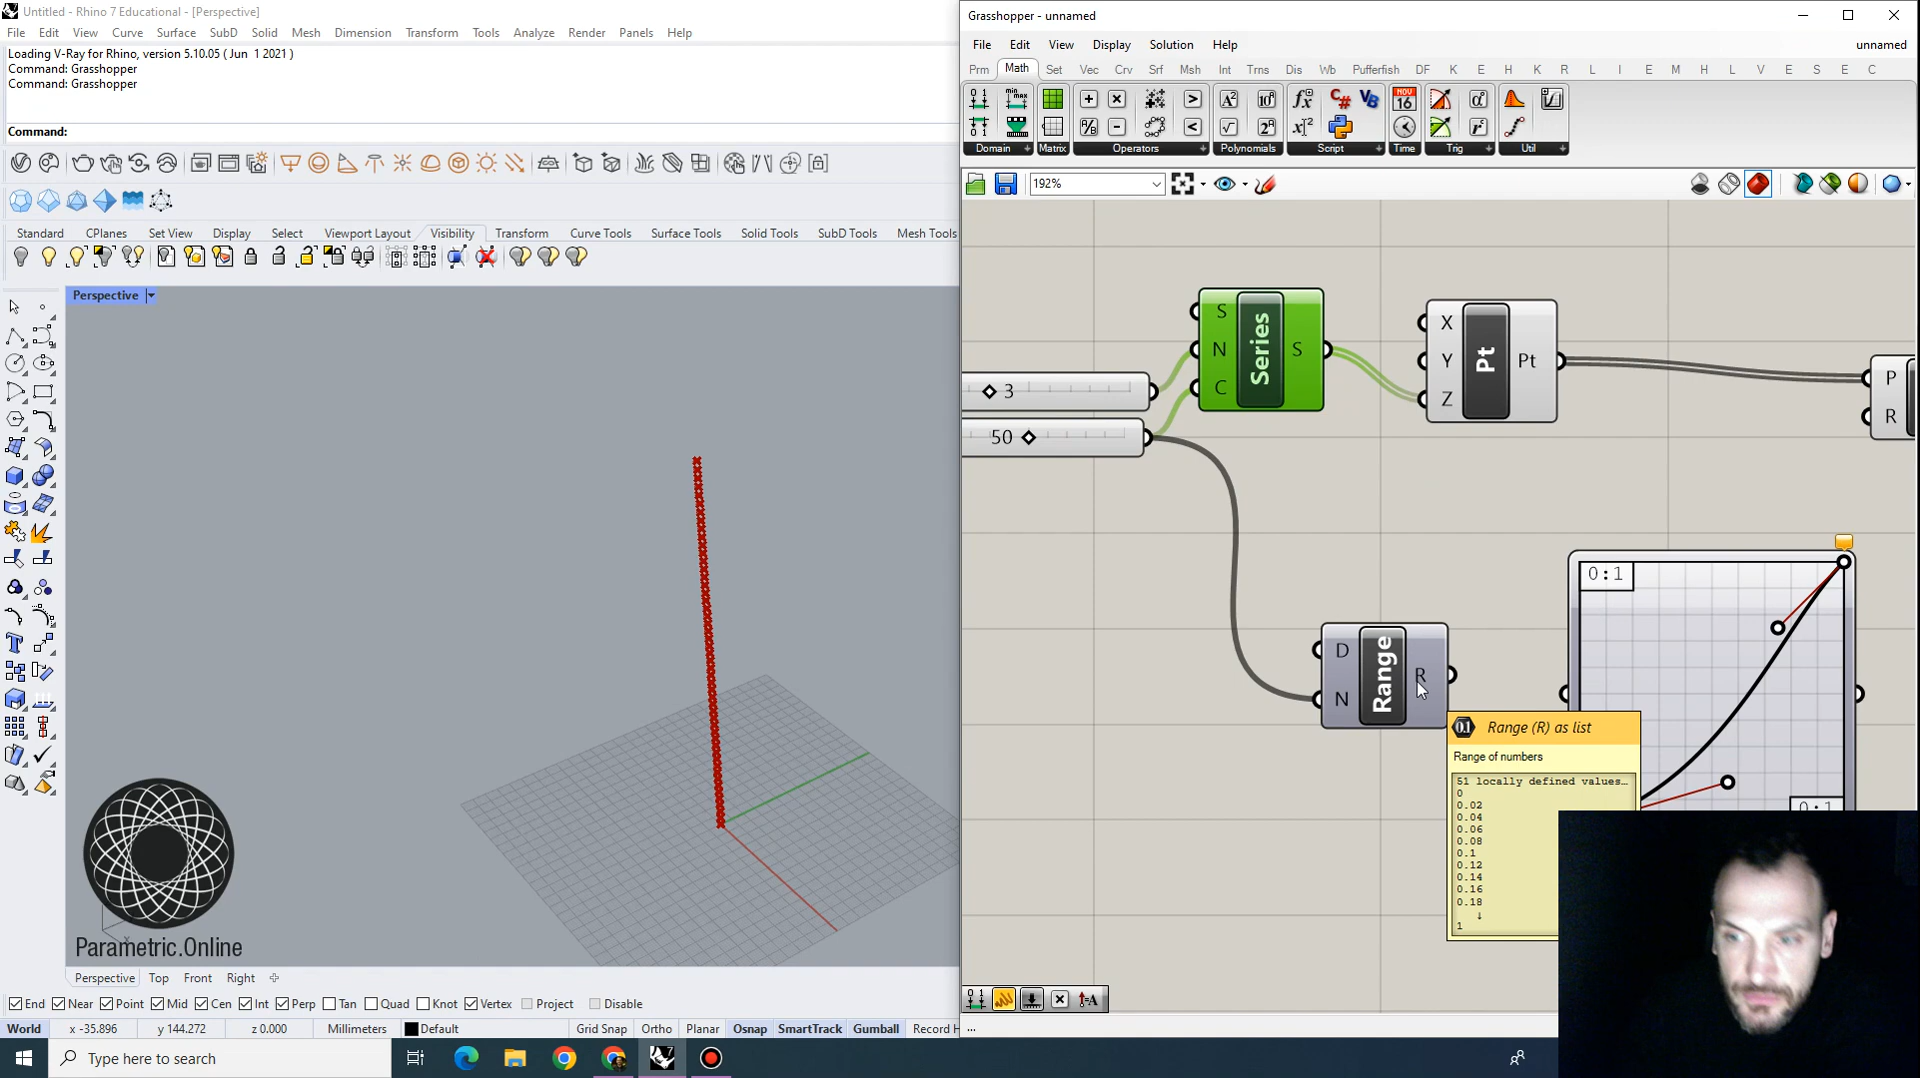 Untitled - Rhino 7 Educational - [Perspective]
File Edit View Curve Surface SubD Solid Mesh Dimension Transform Tools Analyze Render Panels Help
Loading V-Ray for Rhino, version 5.10.05 ( Jun 1 2021 )
Command: Grasshopper
Command: Grasshopper
Command:
Standard CPlanes Set View Display Select Viewport Layout Visibility Transform Curve Tools Surface Tools Solid Tools SubD Tools Mesh Tools
Perspective
Parametric.Online
Perspective Top Front Right
End Near Point Mid Cen Int Perp Tan Quad Knot Vertex Project Disable
World x -35.896 y 144.272 z 0.000 Millimeters Default Grid Snap Ortho Planar Osnap SmartTrack Gumball Record H
Type here to search
Grasshopper - unnamed
File Edit View Display Solution Help unnamed
Prm Math Set Vec Crv Srf Msh Int Trns Dis Wb Pufferfish DF K E H K R L I E M H L V E S E C
Domain Matrix Operators Polynomials Script Time Trig Util
192%
S N C Series S
X Y Z Pt Pt
P
R
3
50
D N Range R
0:1
0:1
Range (R) as list
Range of numbers
51 locally defined values...
0
0.02
0.04
0.06
0.08
0.1
0.12
0.14
0.16
0.18
1
...